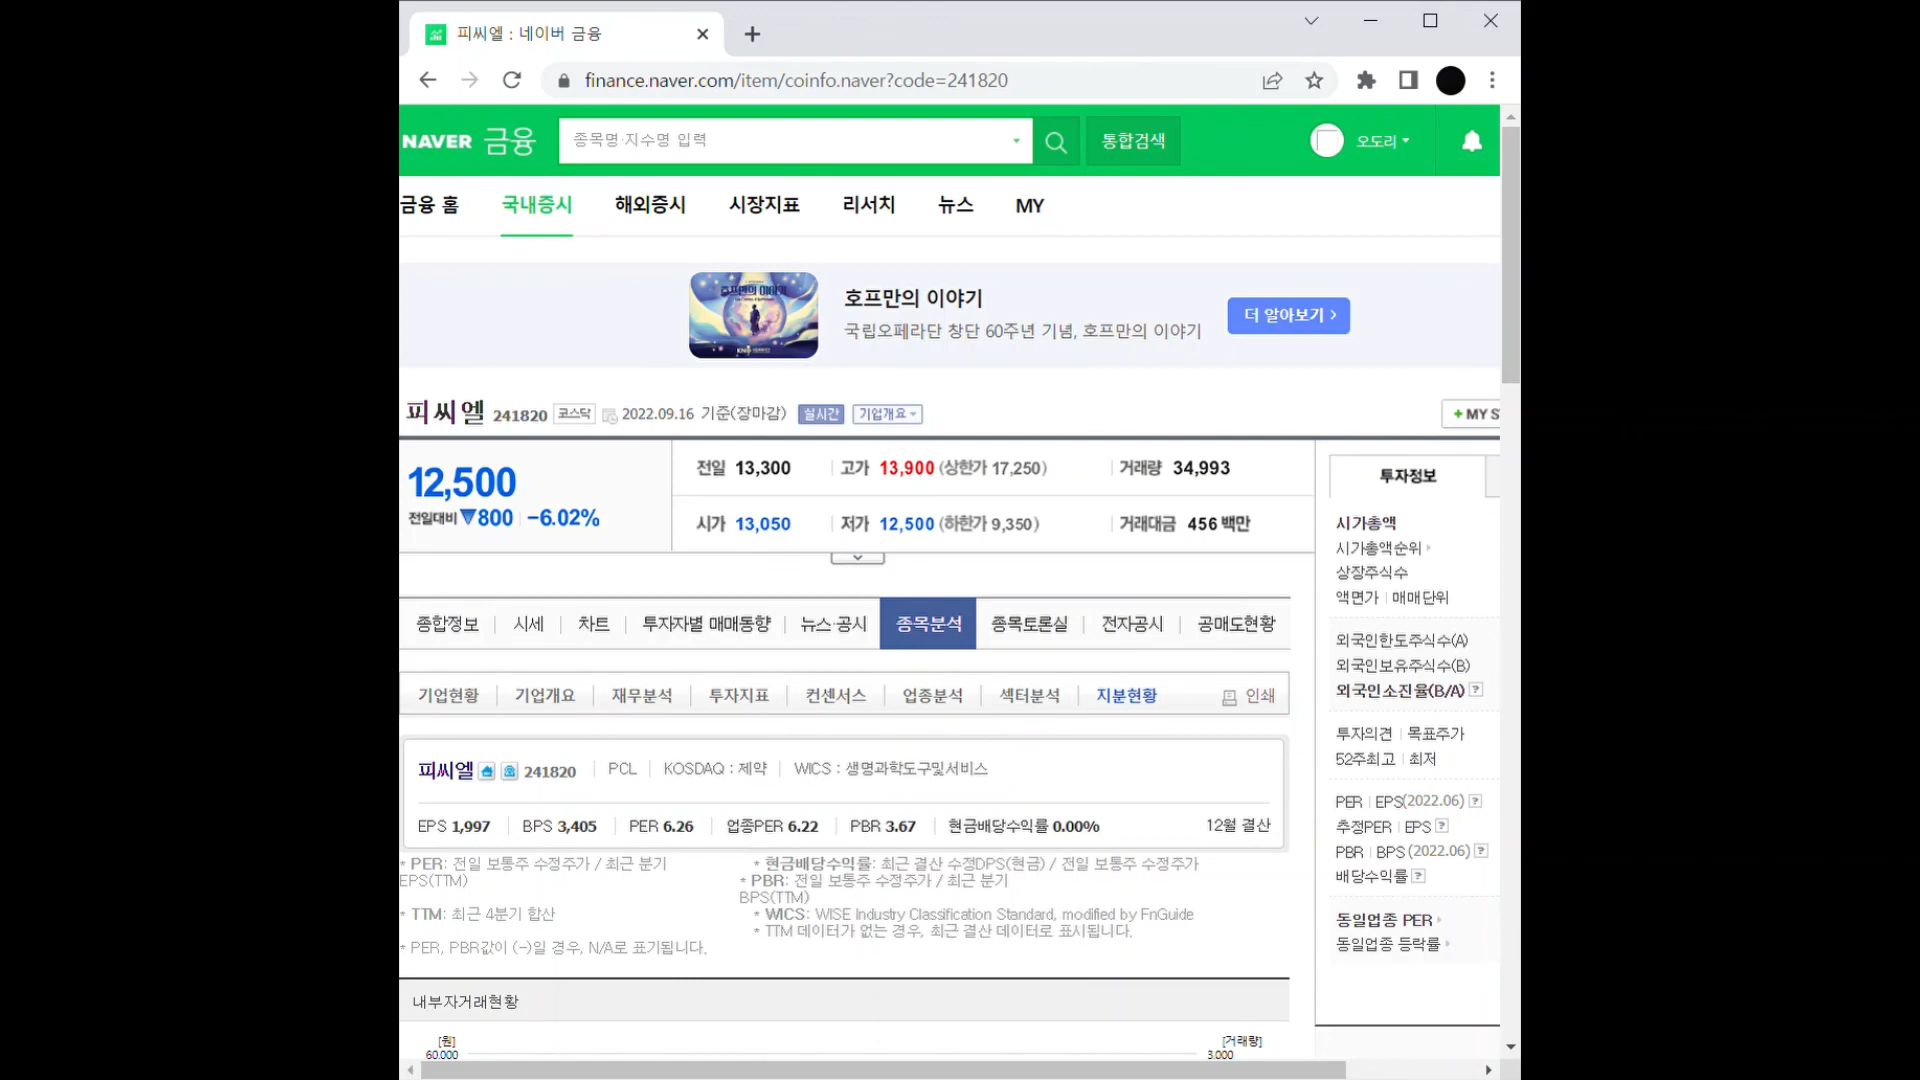 피씨엘 : 네이버 금융
finance.naver.com/item/coinfo.naver?code=241820
NAVER 금융 종목명·지수명 입력 통합검색 오도리
금융 홈 국내증시 해외증시 시장지표 리서치 뉴스 MY
호프만의 이야기
호프만의 이야기
국립오페라단 창단 60주년 기념, 호프만의 이야기
더 알아보기 >
피씨엘 241820 코스닥 2022.09.16 기준(장마감) 실시간 기업개요
+ MY S
12,500
전일대비 ▼800 -6.02%
전일 13,300 고가 13,900 (상한가 17,250) 거래량 34,993
시가 13,050 저가 12,500 (하한가 9,350) 거래대금 456 백만
종합정보 시세 차트 투자자별 매매동향 뉴스·공시 종목분석 종목토론실 전자공시 공매도현황
기업현황 기업개요 재무분석 투자지표 컨센서스 업종분석 섹터분석 지분현황 인쇄
피씨엘 241820 PCL KOSDAQ : 제약 WICS : 생명과학도구및서비스
EPS 1,997 BPS 3,405 PER 6.26 업종PER 6.22 PBR 3.67 현금배당수익률 0.00% 12월 결산
* PER: 전일 보통주 수정주가 / 최근 분기
EPS(TTM)
* 현금배당수익률: 최근 결산 수정DPS(현금) / 전일 보통주 수정주가
* PBR: 전일 보통주 수정주가 / 최근 분기
BPS(TTM)
* TTM: 최근 4분기 합산
* WICS: WISE Industry Classification Standard, modified by FnGuide
* TTM 데이터가 없는 경우, 최근 결산 데이터로 표시됩니다.
* PER, PBR값이 (-)일 경우, N/A로 표기됩니다.
내부자거래현황
[원] [거래량]
60,000 3,000
투자정보
시가총액
시가총액순위
상장주식수
액면가 | 매매단위
외국인한도주식수(A)
외국인보유주식수(B)
외국인소진율(B/A) ?
투자의견 | 목표주가
52주최고 | 최저
PER | EPS(2022.06) ?
추정PER | EPS ?
PBR | BPS (2022.06) ?
배당수익률 ?
동일업종 PER
동일업종 등락률